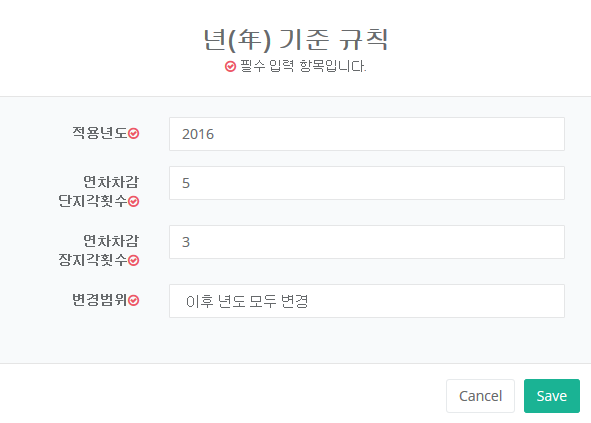 년(年) 기준 규칙
필수 입력 항목입니다.
적용년도
2016
연차차감
단지각횟수
5
연차차감
장지각횟수
3
변경범위
이후 년도 모두 변경
Cancel
Save